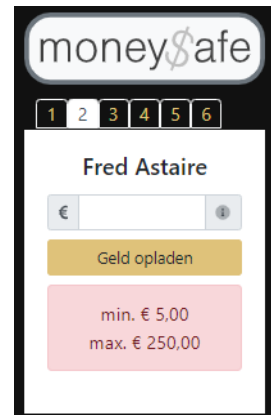 money$afe
1 2 3 4 5 6
Fred Astaire
€ i
Geld opladen
min. € 5,00
max. € 250,00